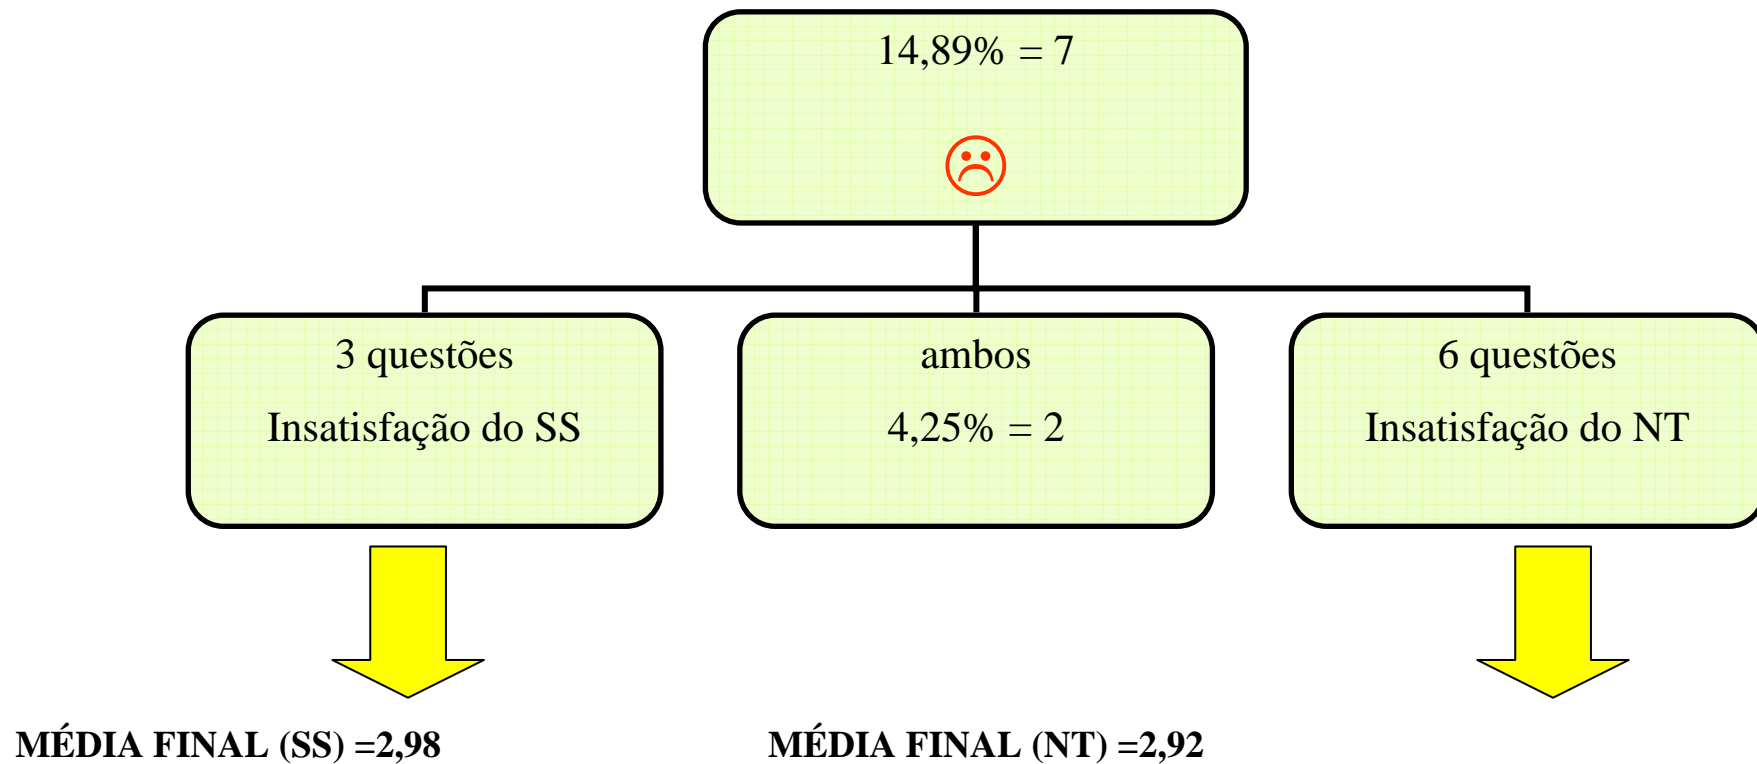 14,89% = 7
3 questões
Insatisfação do SS
ambos
4,25% = 2
6 questões
Insatisfação do NT
MÉDIA FINAL (SS) =2,98
MÉDIA FINAL (NT) =2,92